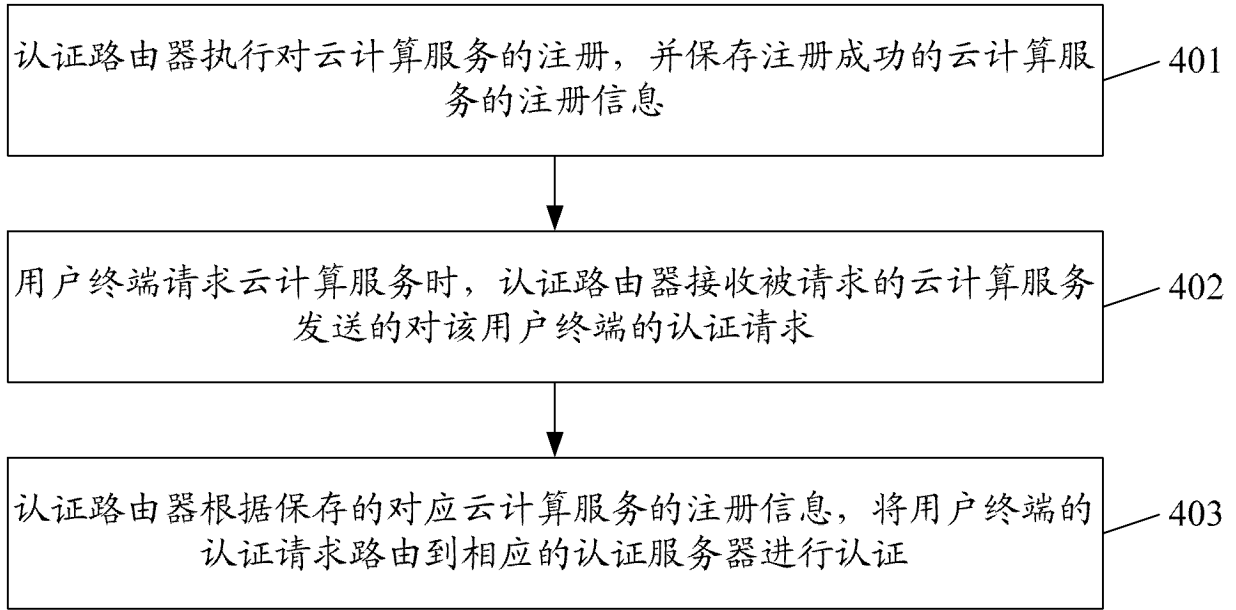 认证路由器执行对云计算服务的注册，并保存注册成功的云计算服
务的注册信息
401
用户终端请求云计算服务时，认证路由器接收被请求的云计算服务
发送的对该用户终端的认证请求
402
认证路由器根据保存的对应云计算服务的注册信息，将用户终端的
认证请求路由到相应的认证服务器进行认证
403